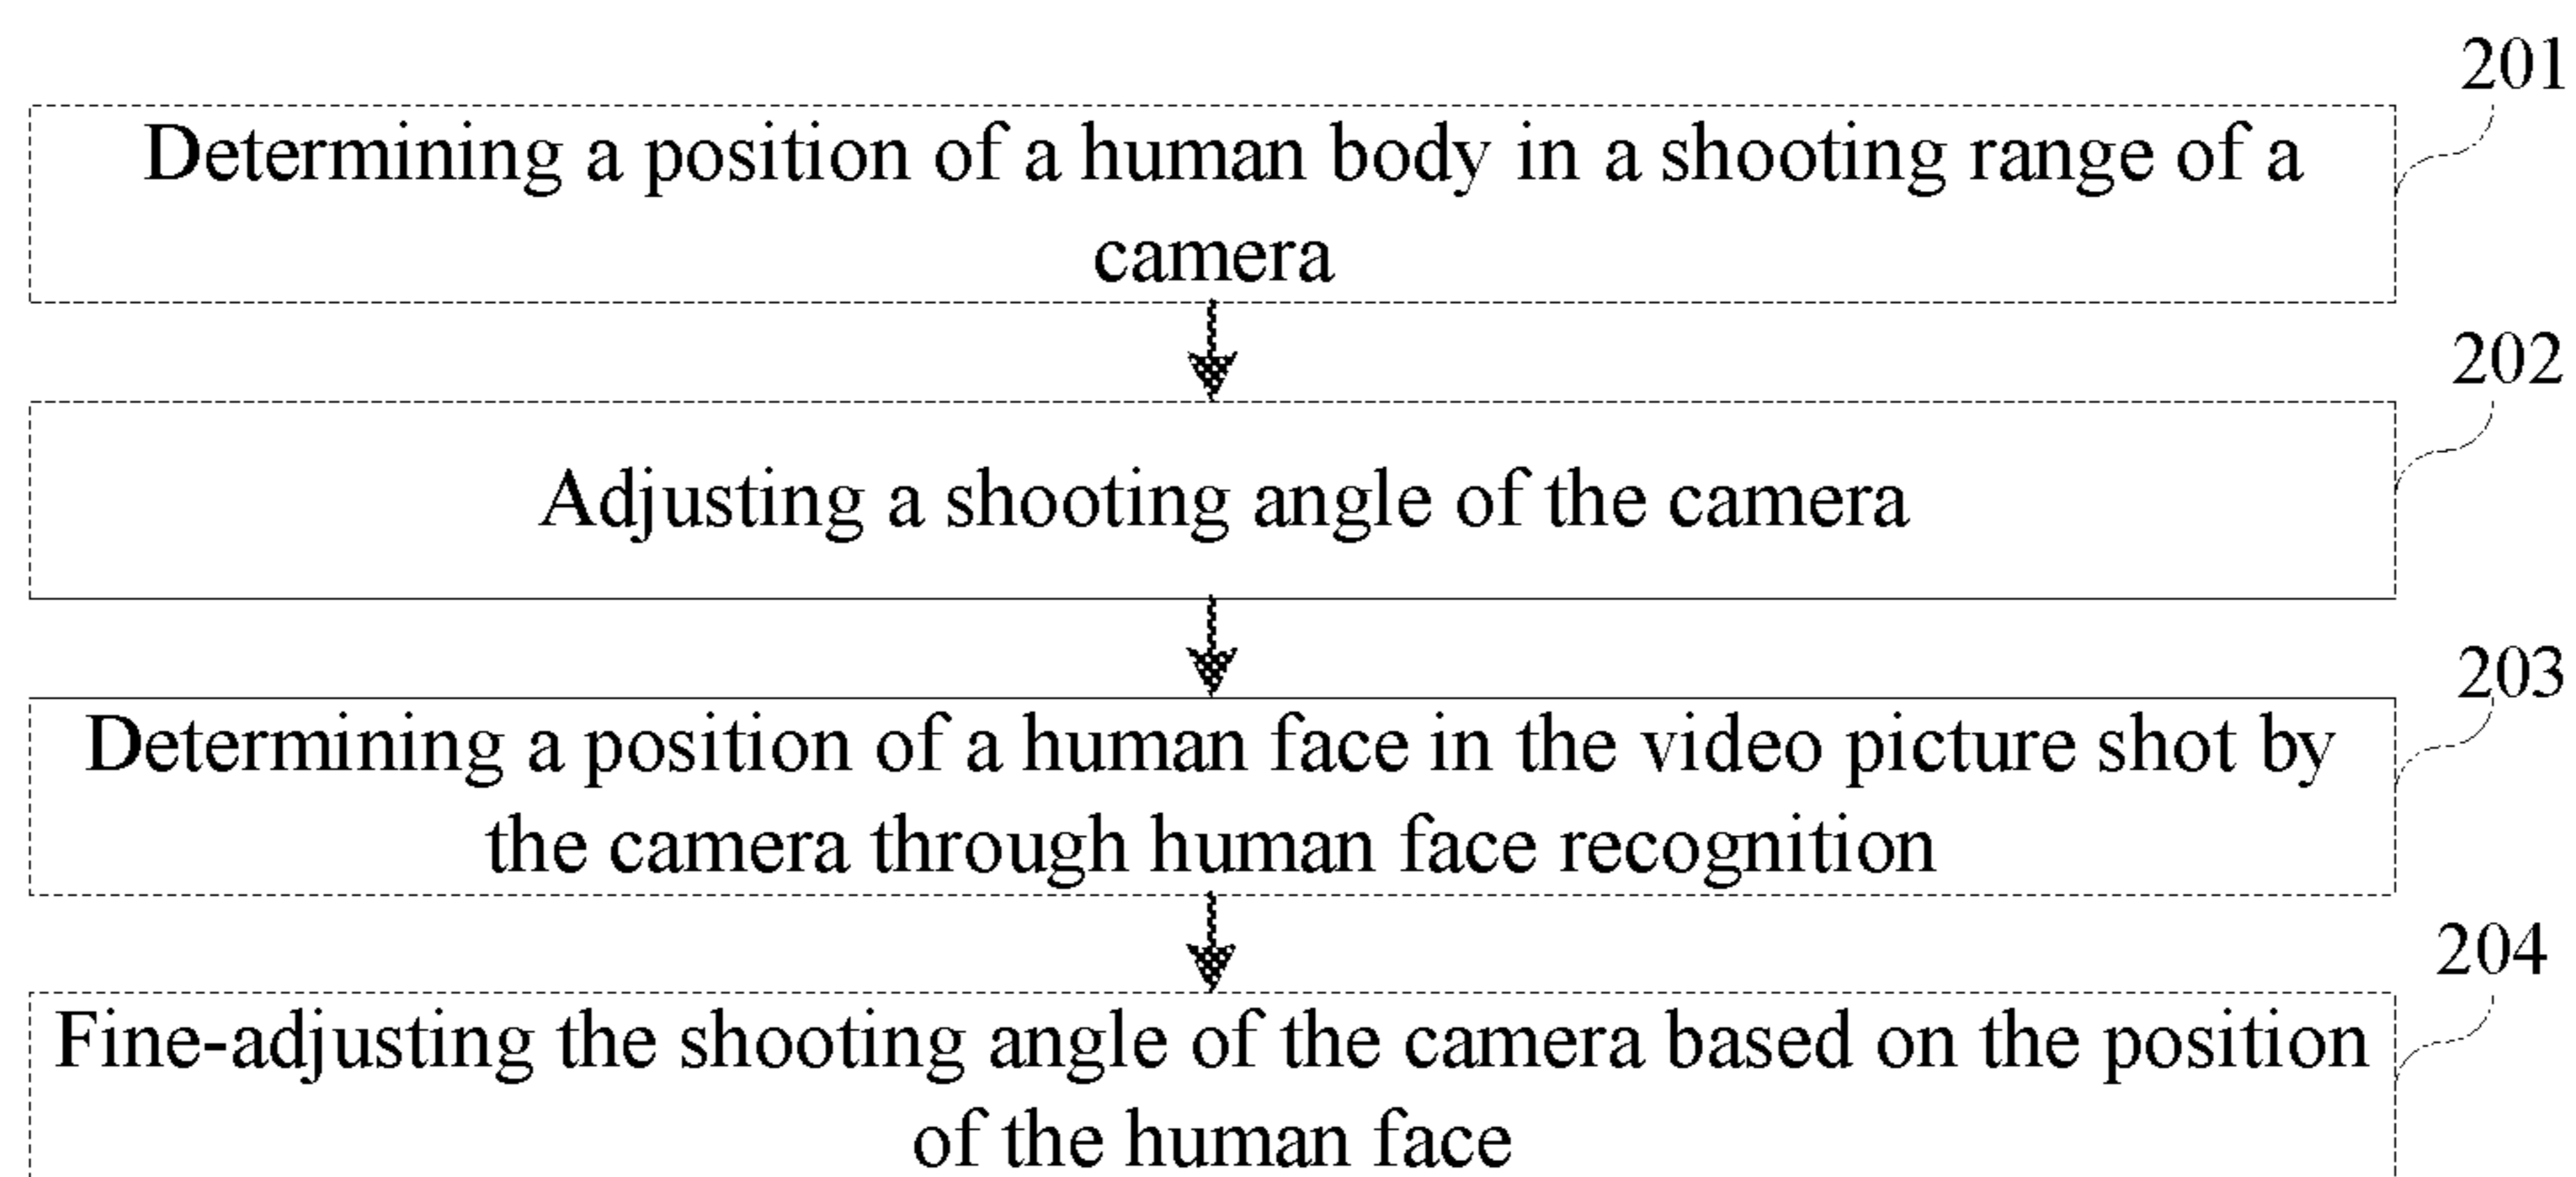 201
Determining a position of a human body in a shooting range of a
camera
202
Adjusting a shooting angle of the camera
203
Determining a position of a human face in the video picture shot by
the camera through human face recognition
204
Fine-adjusting the shooting angle of the camera based on the position
of the human face